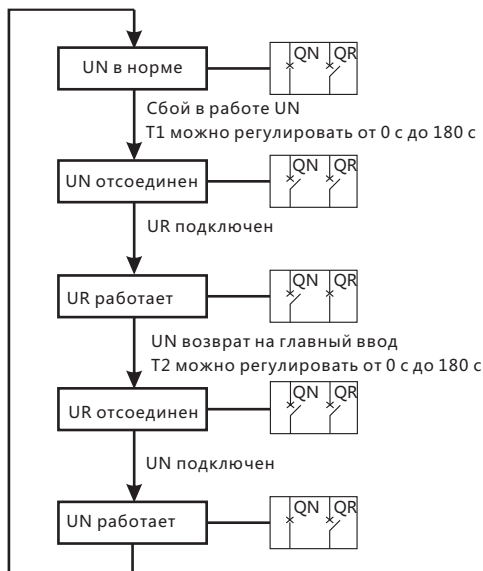 UN в норме
QN QR
Сбой в работе UN
T1 можно регулировать от 0 с до 180 с
UN отсоединен
QN QR
UR подключен
UR работает
QN QR
UN возврат на главный ввод
T2 можно регулировать от 0 с до 180 с
UR отсоединен
QN QR
UN подключен
UN работает
QN QR